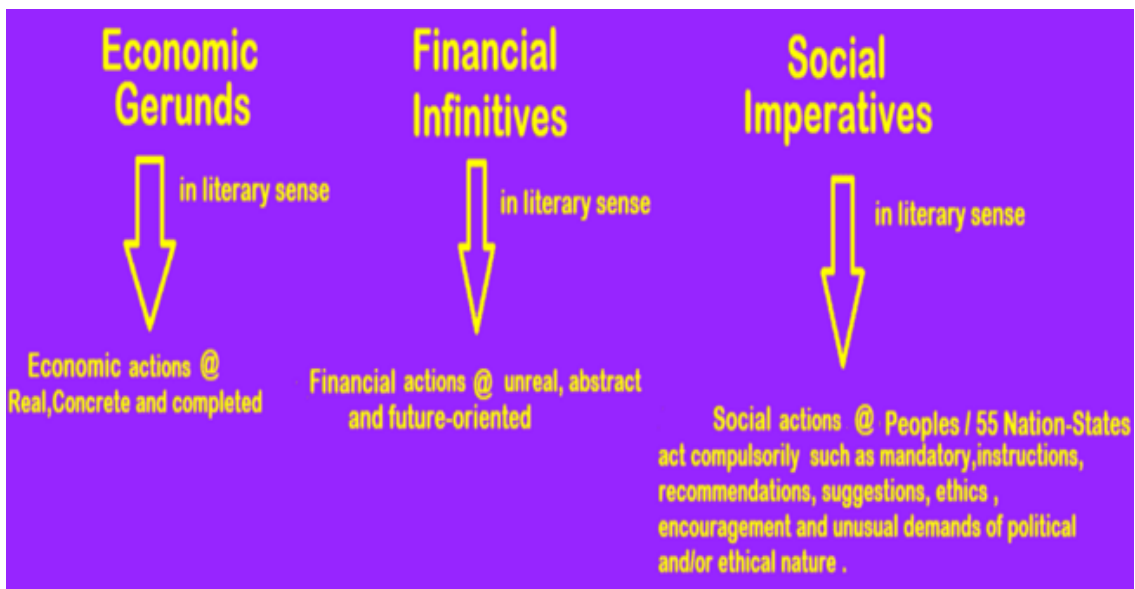 Economic
Gerunds
in literary sense
Economic actions @
Real,Concrete and completed
Financial
Infinitives
in literary sense
Financial actions @ unreal, abstract
and future-oriented
Social
Imperatives
in literary sense
Social actions @ Peoples / 55 Nation-States
act compulsorily such as mandatory,instructions,
recommendations, suggestions, ethics ,
encouragement and unusual demands of political
and/or ethical nature .